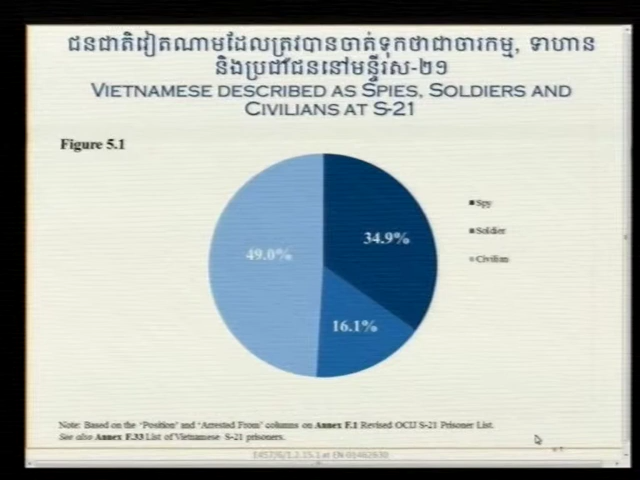 ជនជាតិវៀតណាមដែលត្រូវបានចាត់ទុកថាជាចារកម្ម, ទាហាន
និងប្រជាជននៅមន្ទីរស-២១
VIETNAMESE DESCRIBED AS SPIES, SOLDIERS AND
CIVILIANS AT S-21
Figure 5.1
34.9%
49.0%
16.1%
Spy
Soldier
Civilian
Note: Based on the 'Position' and 'Arrested From' columns on Annex F.1 Revised OCIJ S-21 Prisoner List.
See also Annex F.33 List of Vietnamese S-21 prisoners.